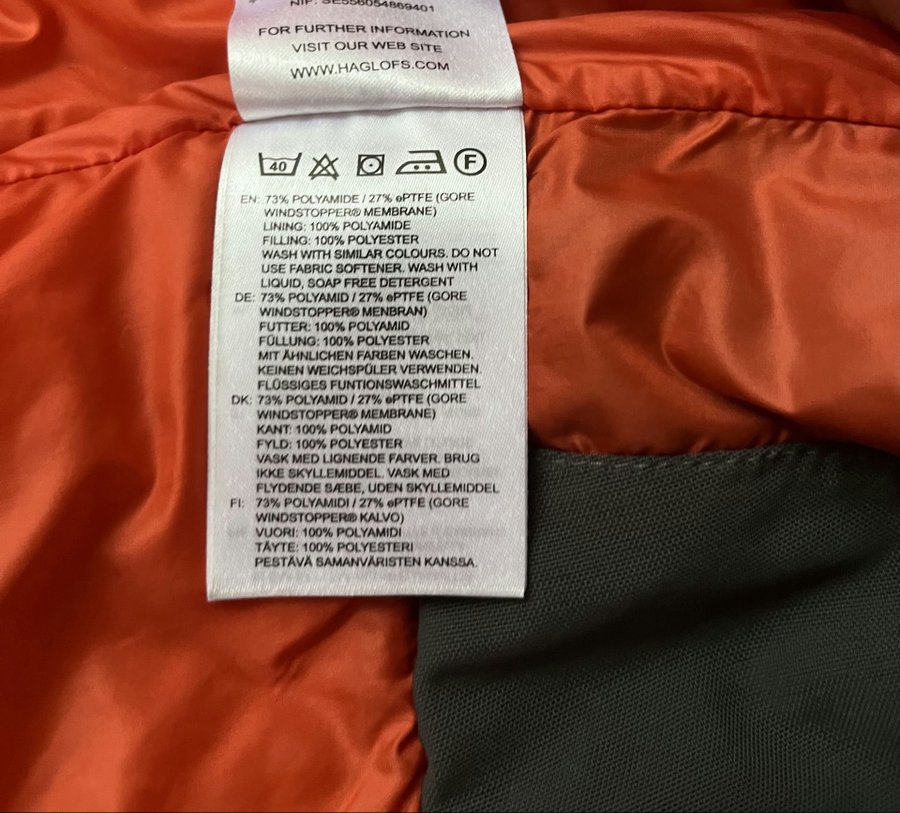 NIF: SE556054869401
FOR FURTHER INFORMATION
VISIT OUR WEB SITE
WWW.HAGLOFS.COM
40 F
EN: 73% POLYAMIDE / 27% ePTFE (GORE
WINDSTOPPER® MEMBRANE)
LINING: 100% POLYAMIDE
FILLING: 100% POLYESTER
WASH WITH SIMILAR COLOURS. DO NOT
USE FABRIC SOFTENER. WASH WITH
LIQUID, SOAP FREE DETERGENT
DE: 73% POLYAMID / 27% ePTFE (GORE
WINDSTOPPER® MENBRAN)
FUTTER: 100% POLYAMID
FÜLLUNG: 100% POLYESTER
MIT ÄHNLICHEN FARBEN WASCHEN.
KEINEN WEICHSPÜLER VERWENDEN.
FLÜSSIGES FUNTIONSWASCHMITTEL
DK: 73% POLYAMID / 27% ePTFE (GORE
WINDSTOPPER® MEMBRANE)
KANT: 100% POLYAMID
FYLD: 100% POLYESTER
VASK MED LIGNENDE FARVER. BRUG
IKKE SKYLLEMIDDEL. VASK MED
FLYDENDE SÆBE, UDEN SKYLLEMIDDEL
FI: 73% POLYAMIDI / 27% ePTFE (GORE
WINDSTOPPER® KALVO)
VUORI: 100% POLYAMIDI
TÄYTE: 100% POLYESTERI
PESTÄVÄ SAMANVÄRISTEN KANSSA.